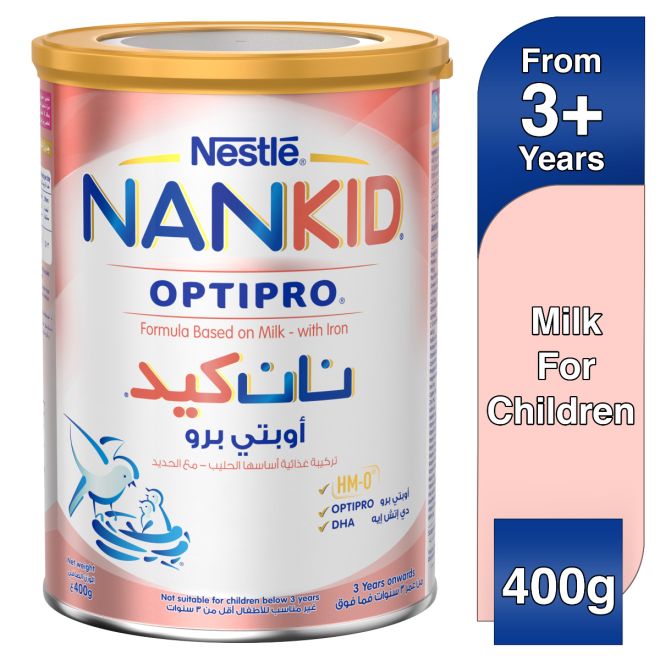 Nestlé®
NANKID®
OPTIPRO®
Formula Based on Milk - with Iron
نان كيد®
أوبتي برو
تركيبة غذائية أساسها الحليب – مع الحديد
HM-O
✓ OPTIPRO أوبتي برو
✓ DHA دي إتش إيه
Net weight
الوزن الصافي
400g ع
Not suitable for children below 3 years
غير مناسب للأطفال أقل من ٣ سنوات
3 Years onwards
من عمر ٣ سنوات فما فوق
From
3+
Years
Milk
For
Children
400g